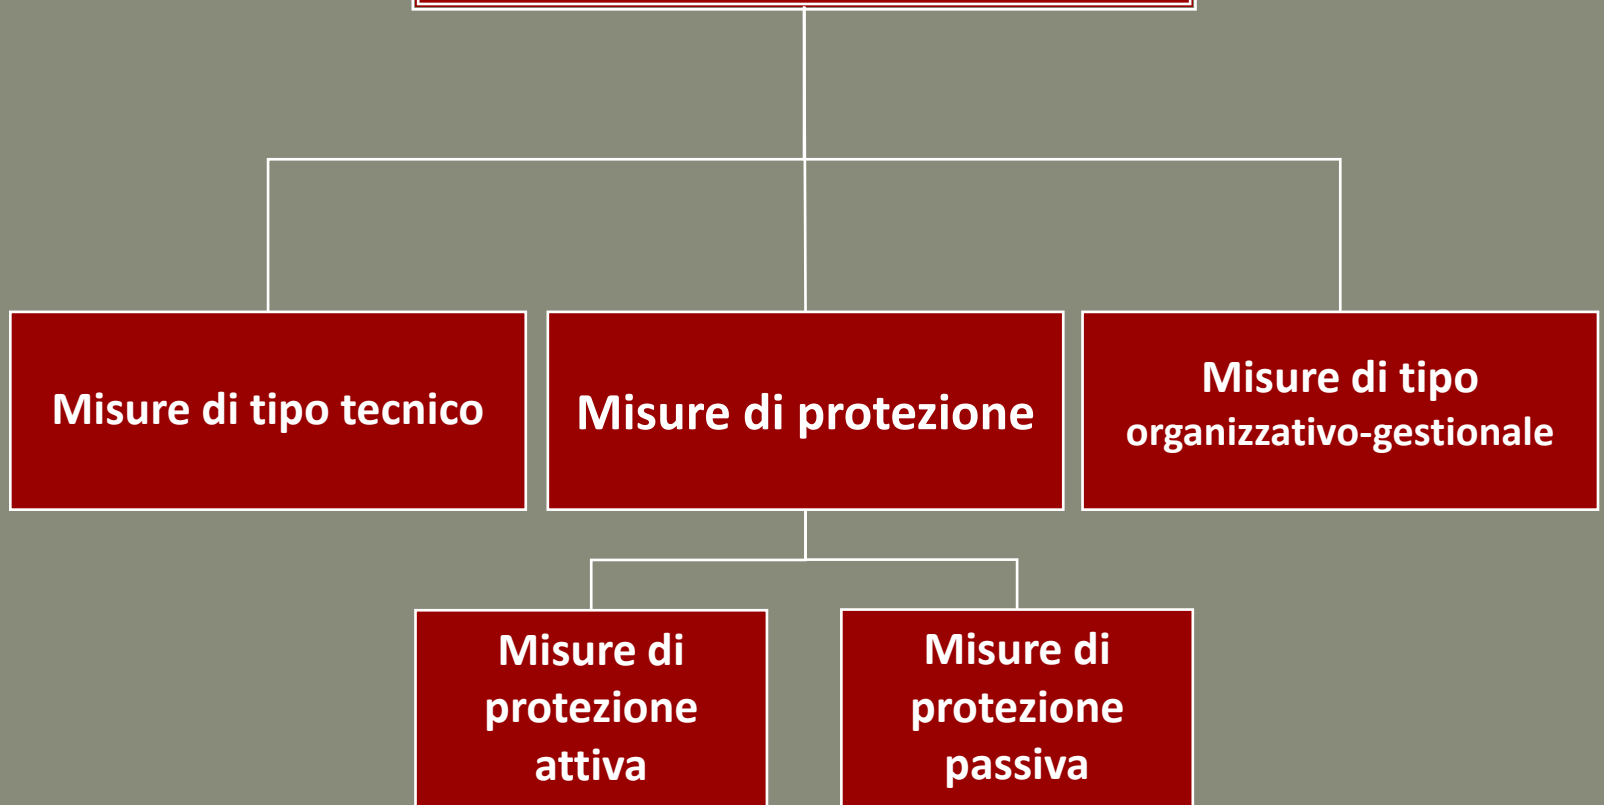 Misure di tipo tecnico
Misure di protezione
Misure di tipo
organizzativo-gestionale
Misure di
protezione
attiva
Misure di
protezione
passiva